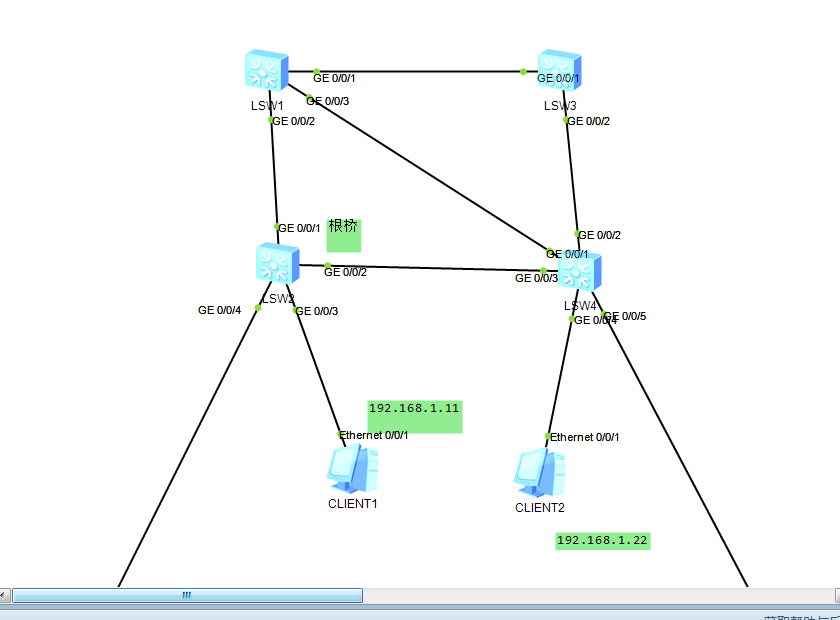 GE 0/0/1
GE 0/0/1
GE 0/0/3
LSW1
LSW3
GE 0/0/2
GE 0/0/2
GE 0/0/1
根桥
GE 0/0/2
GE 0/0/1
GE 0/0/2
GE 0/0/3
LSW2
LSW4
GE 0/0/4
GE 0/0/3
GE 0/0/4
GE 0/0/5
192.168.1.11
Ethernet 0/0/1
Ethernet 0/0/1
CLIENT1
CLIENT2
192.168.1.22